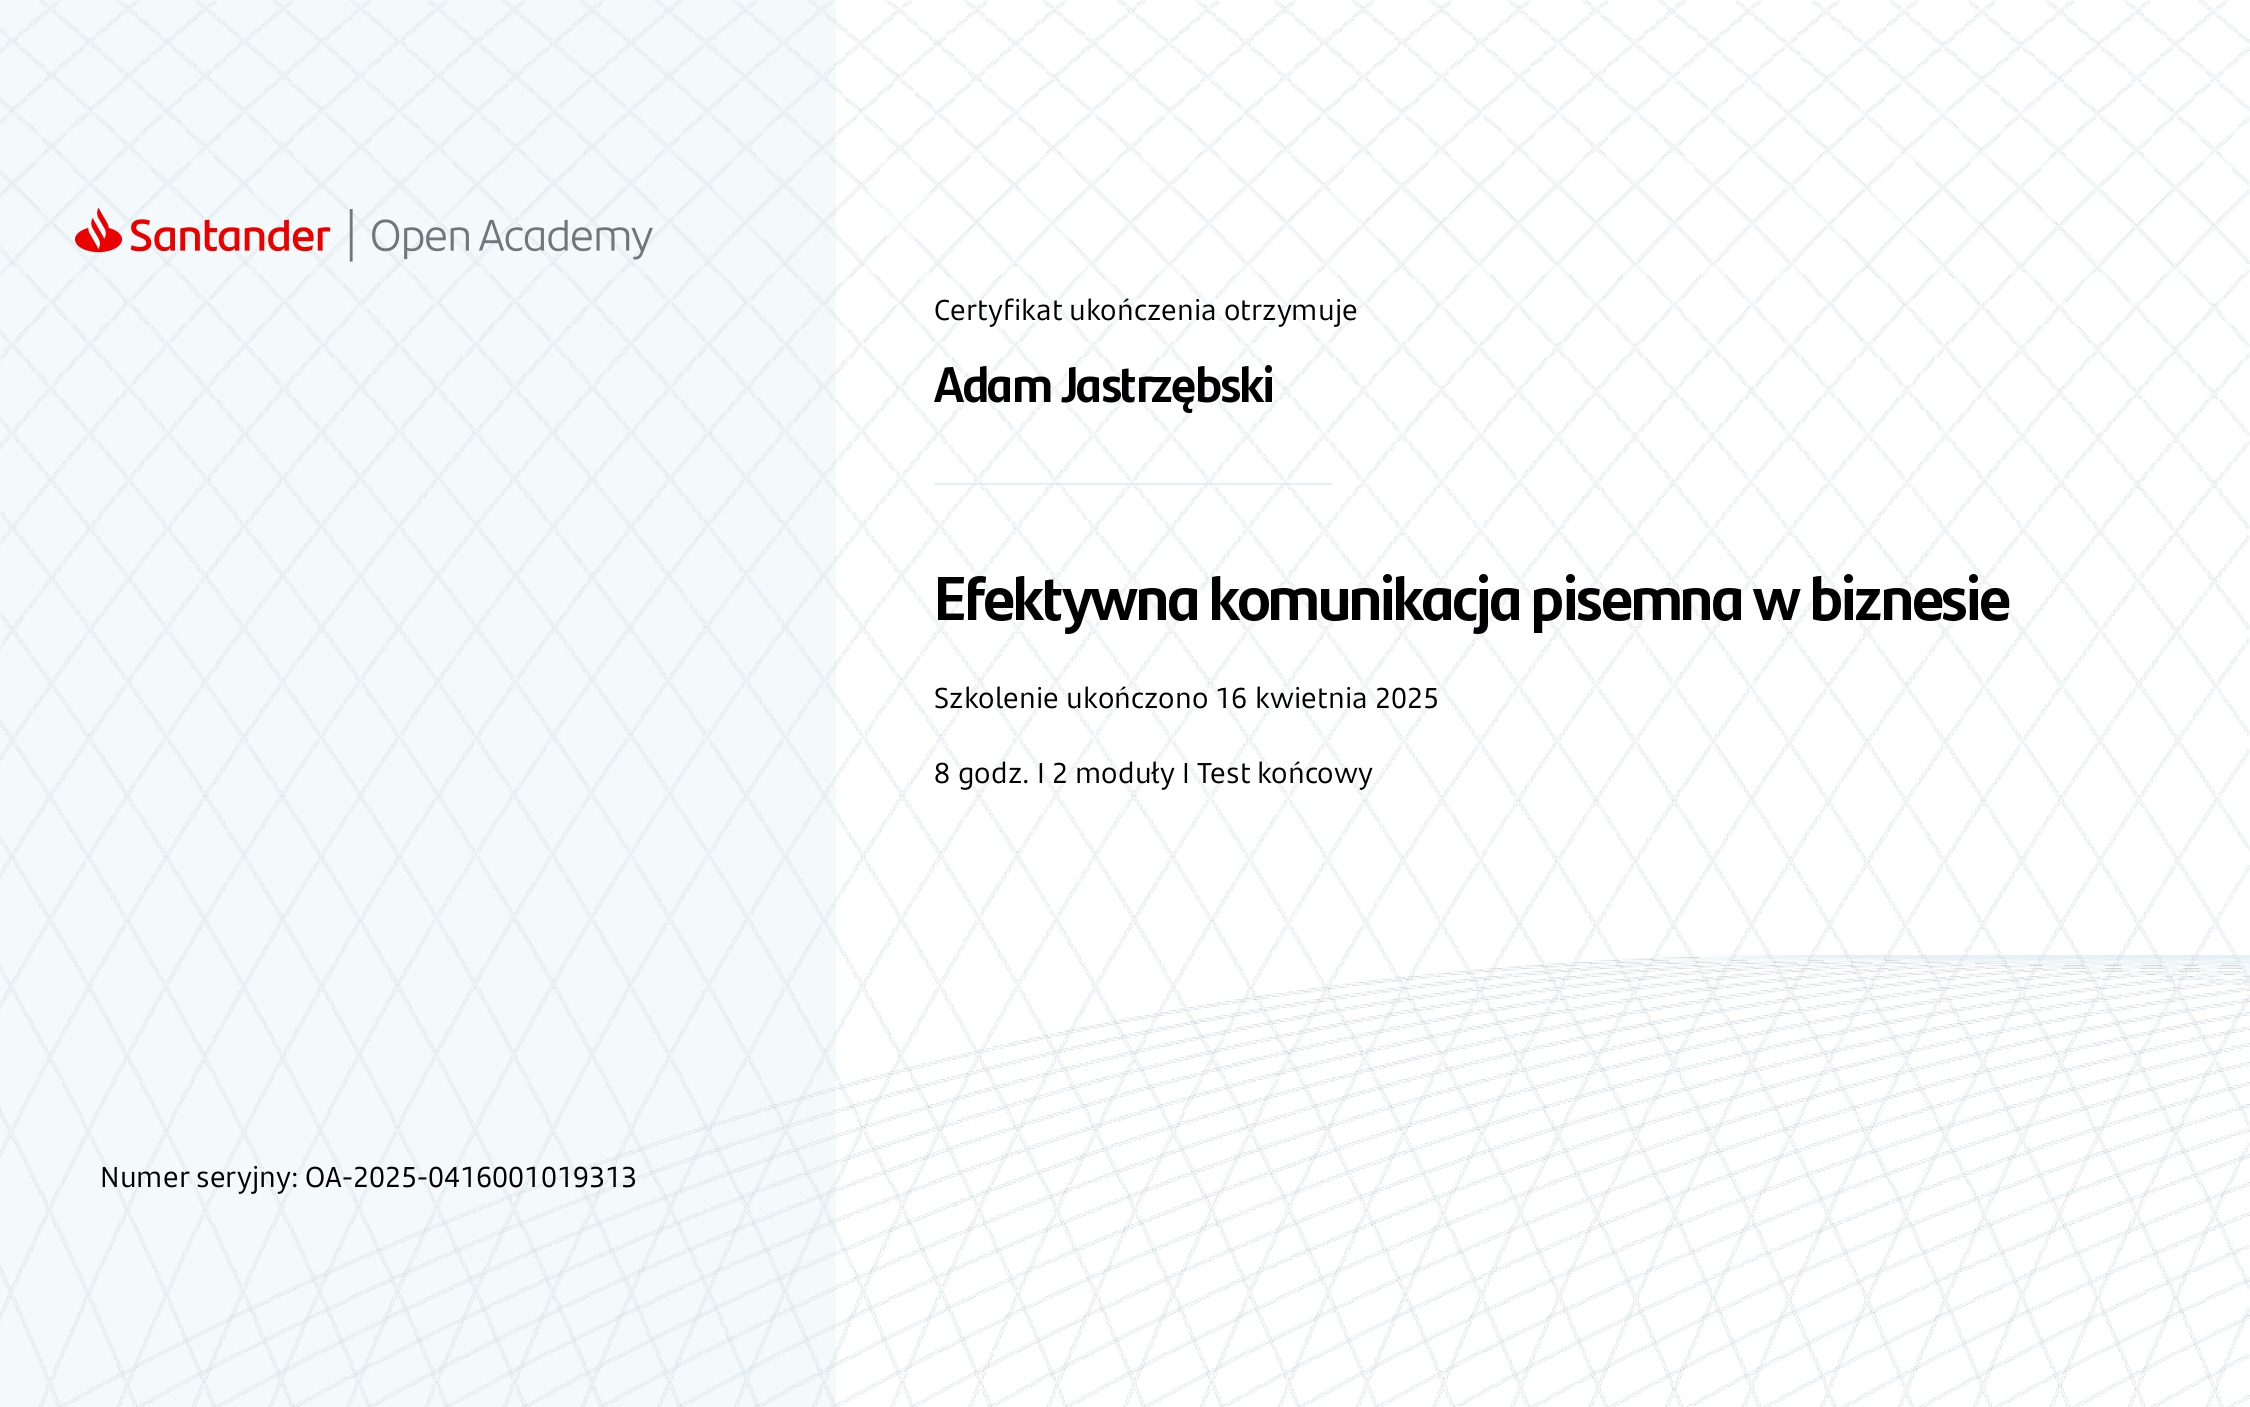 Santander | Open Academy
Certyfikat ukończenia otrzymuje
Adam Jastrzębski
Efektywna komunikacja pisemna w biznesie
Szkolenie ukończono 16 kwietnia 2025
8 godz. I 2 moduły I Test końcowy
Numer seryjny: OA-2025-0416001019313